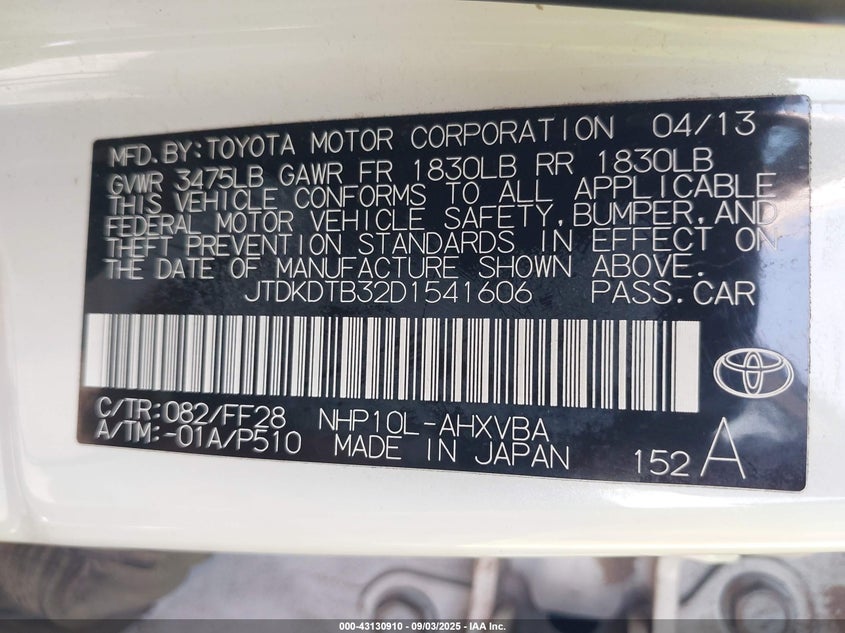 MFD.BY:TOYOTA MOTOR CORPORATION 04/13
GVWR 3475LB GAWR FR 1830LB RR 1830LB
THIS VEHICLE CONFORMS TO ALL APPLICABLE
FEDERAL MOTOR VEHICLE SAFETY,BUMPER,AND
THEFT PREVENTION STANDARDS IN EFFECT ON
THE DATE OF MANUFACTURE SHOWN ABOVE.
JTDKDTB32D1541606 PASS.CAR
C/TR:082/FF28 NHP10L-AHXVBA
A/TM:-01A/P510 MADE IN JAPAN 152 A
000-43130910 - 09/03/2025 - IAA Inc.